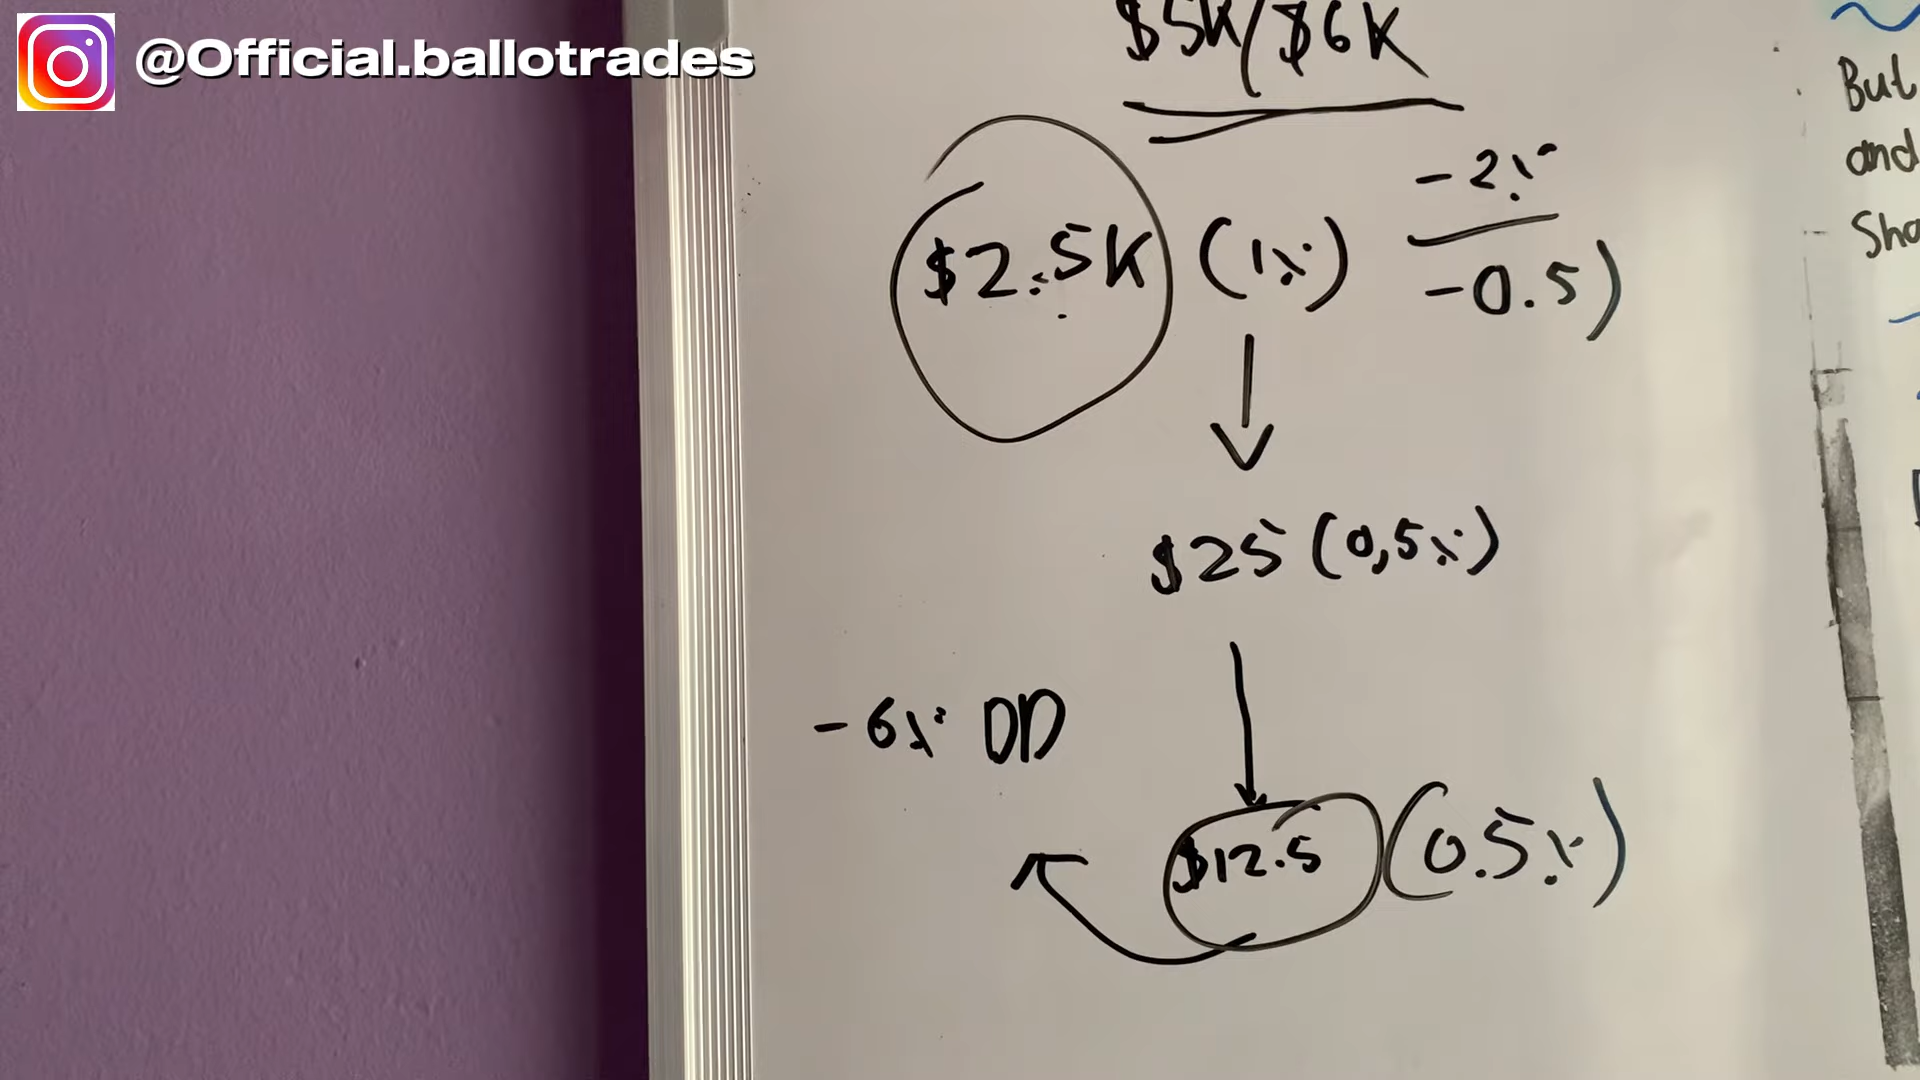 @Official.ballotrades
$5K/$6K
$2.5K (1%) -2%
-0.5)
$25 (0,5%)
-6% DD
$12.5 (0.5%)
But
and
Sho